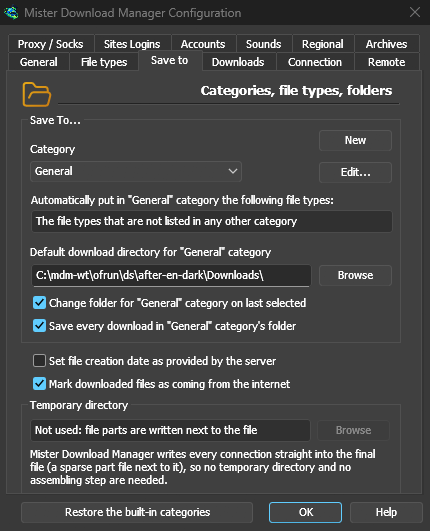 Mister Download Manager Configuration
Proxy / Socks
Sites Logins
Accounts
Sounds
Regional
Archives
General
File types
Save to
Downloads
Connection
Remote
Categories, file types, folders
Save To...
New
Category
General
Edit...
Automatically put in "General" category the following file types:
The file types that are not listed in any other category
Default download directory for "General" category
C:\mdm-wt\ofrun\ds\after-en-dark\Downloads\
Browse
Change folder for "General" category on last selected
Save every download in "General" category's folder
Set file creation date as provided by the server
Mark downloaded files as coming from the internet
Temporary directory
Not used: file parts are written next to the file
Browse
Mister Download Manager writes every connection straight into the final
file (a sparse part file next to it), so no temporary directory and no
assembling step are needed.
Restore the built-in categories
OK
Help